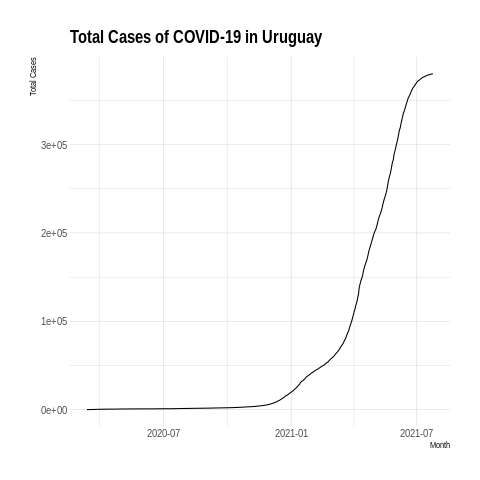 Total Cases of COVID-19 in Uruguay
Total Cases
3e+05
2e+05
1e+05
0e+00
2020-07 2021-01 2021-07
Month